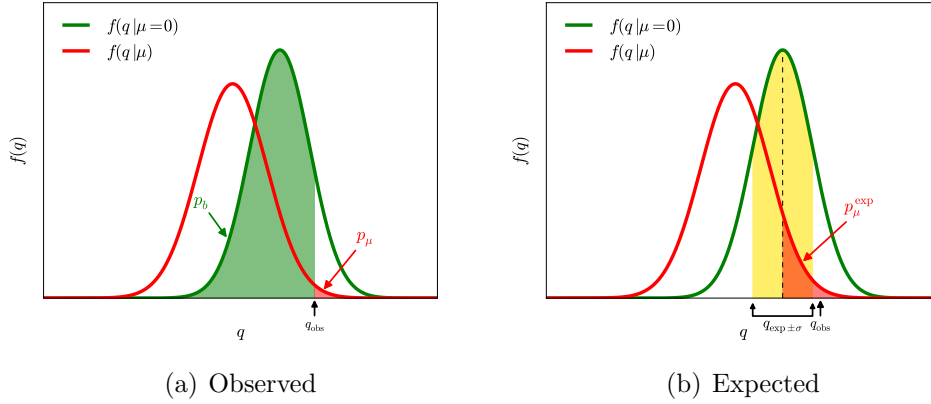 f(q|μ=0)
f(q|μ)
f(q)
p_b
p_μ
q_obs
q
(a) Observed
f(q|μ=0)
f(q|μ)
f(q)
p_μ^exp
q_exp±σ
q_obs
q
(b) Expected